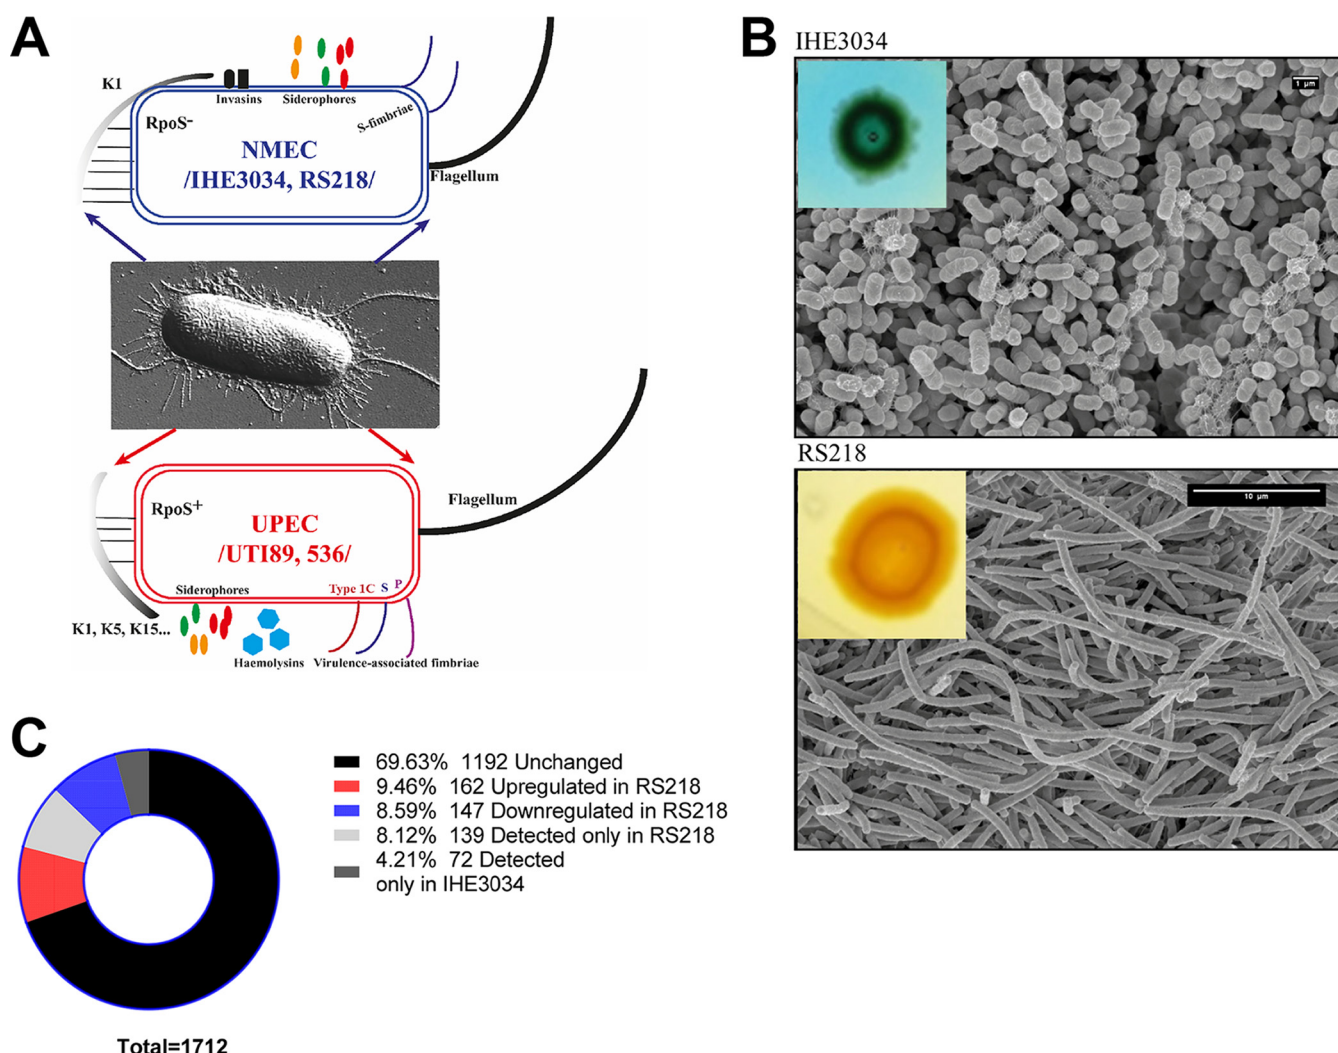 A
K1
Invasins
Siderophores
S-fimbriae
RpoS-
NMEC
/IHE3034, RS218/
Flagellum
RpoS+
UPEC
/UTI89, 536/
Flagellum
Siderophores
Type 1C S P
K1, K5, K15...
Haemolysins
Virulence-associated fimbriae
B
IHE3034
1 µm
RS218
10 µm
C
69.63% 1192 Unchanged
9.46% 162 Upregulated in RS218
8.59% 147 Downregulated in RS218
8.12% 139 Detected only in RS218
4.21% 72 Detected
only in IHE3034
Total=1712